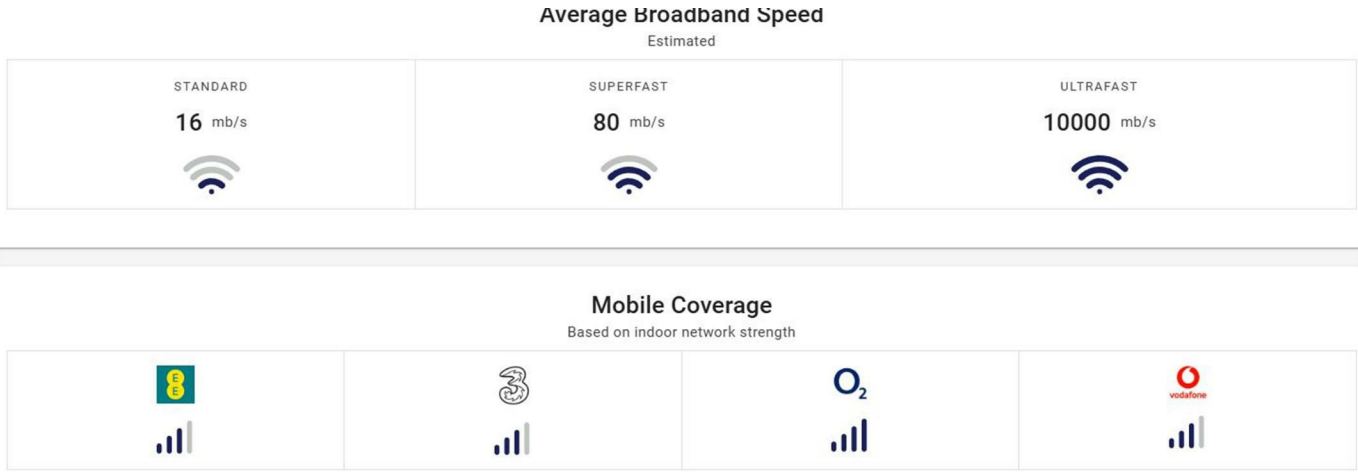 Average Broadband Speed
Estimated
STANDARD
SUPERFAST
ULTRAFAST
16 mb/s
80 mb/s
10000 mb/s
Mobile Coverage
Based on indoor network strength
EE
3
O2
vodafone